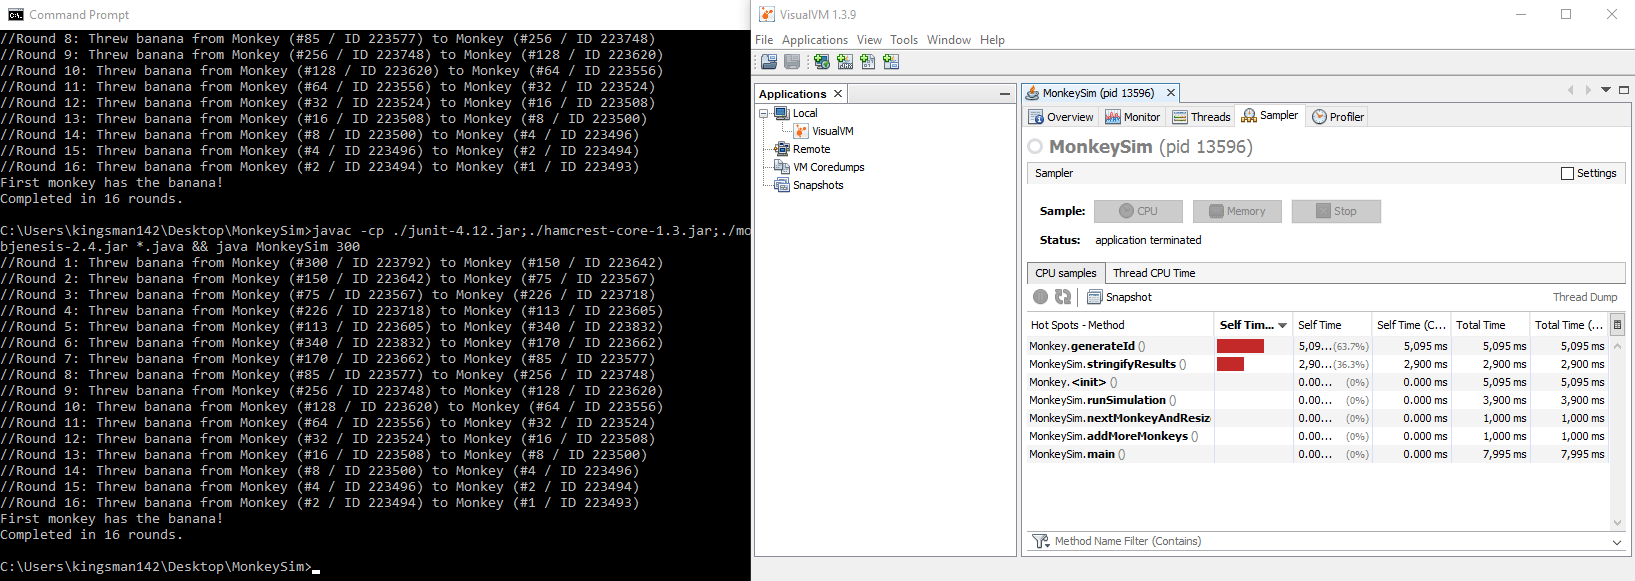 Command Prompt
//Round 8: Threw banana from Monkey (#85 / ID 223577) to Monkey (#256 / ID 223748)
//Round 9: Threw banana from Monkey (#256 / ID 223748) to Monkey (#128 / ID 223620)
//Round 10: Threw banana from Monkey (#128 / ID 223620) to Monkey (#64 / ID 223556)
//Round 11: Threw banana from Monkey (#64 / ID 223556) to Monkey (#32 / ID 223524)
//Round 12: Threw banana from Monkey (#32 / ID 223524) to Monkey (#16 / ID 223508)
//Round 13: Threw banana from Monkey (#16 / ID 223508) to Monkey (#8 / ID 223500)
//Round 14: Threw banana from Monkey (#8 / ID 223500) to Monkey (#4 / ID 223496)
//Round 15: Threw banana from Monkey (#4 / ID 223496) to Monkey (#2 / ID 223494)
//Round 16: Threw banana from Monkey (#2 / ID 223494) to Monkey (#1 / ID 223493)
First monkey has the banana!
Completed in 16 rounds.
C:\Users\kingsman142\Desktop\MonkeySim>javac -cp ./junit-4.12.jar;./hamcrest-core-1.3.jar;./mo
bjenesis-2.4.jar *.java && java MonkeySim 300
//Round 1: Threw banana from Monkey (#300 / ID 223792) to Monkey (#150 / ID 223642)
//Round 2: Threw banana from Monkey (#150 / ID 223642) to Monkey (#75 / ID 223567)
//Round 3: Threw banana from Monkey (#75 / ID 223567) to Monkey (#226 / ID 223718)
//Round 4: Threw banana from Monkey (#226 / ID 223718) to Monkey (#113 / ID 223605)
//Round 5: Threw banana from Monkey (#113 / ID 223605) to Monkey (#340 / ID 223832)
//Round 6: Threw banana from Monkey (#340 / ID 223832) to Monkey (#170 / ID 223662)
//Round 7: Threw banana from Monkey (#170 / ID 223662) to Monkey (#85 / ID 223577)
//Round 8: Threw banana from Monkey (#85 / ID 223577) to Monkey (#256 / ID 223748)
//Round 9: Threw banana from Monkey (#256 / ID 223748) to Monkey (#128 / ID 223620)
//Round 10: Threw banana from Monkey (#128 / ID 223620) to Monkey (#64 / ID 223556)
//Round 11: Threw banana from Monkey (#64 / ID 223556) to Monkey (#32 / ID 223524)
//Round 12: Threw banana from Monkey (#32 / ID 223524) to Monkey (#16 / ID 223508)
//Round 13: Threw banana from Monkey (#16 / ID 223508) to Monkey (#8 / ID 223500)
//Round 14: Threw banana from Monkey (#8 / ID 223500) to Monkey (#4 / ID 223496)
//Round 15: Threw banana from Monkey (#4 / ID 223496) to Monkey (#2 / ID 223494)
//Round 16: Threw banana from Monkey (#2 / ID 223494) to Monkey (#1 / ID 223493)
First monkey has the banana!
Completed in 16 rounds.
C:\Users\kingsman142\Desktop\MonkeySim>
VisualVM 1.3.9
File Applications View Tools Window Help
Applications
Local
VisualVM
Remote
VM Coredumps
Snapshots
MonkeySim (pid 13596)
Overview Monitor Threads Sampler Profiler
MonkeySim (pid 13596)
Sampler Settings
Sample: CPU Memory Stop
Status: application terminated
CPU samples Thread CPU Time
Snapshot Thread Dump
Hot Spots - Method Self Tim... Self Time Self Time (C... Total Time Total Time (...
Monkey.generateId () 5,09... (63.7%) 5,095 ms 5,095 ms 5,095 ms
MonkeySim.stringifyResults () 2,90... (36.3%) 2,900 ms 2,900 ms 2,900 ms
Monkey.<init> () 0.00... (0%) 0.000 ms 5,095 ms 5,095 ms
MonkeySim.runSimulation () 0.00... (0%) 0.000 ms 3,900 ms 3,900 ms
MonkeySim.nextMonkeyAndResize 0.00... (0%) 0.000 ms 1,000 ms 1,000 ms
MonkeySim.addMoreMonkeys () 0.00... (0%) 0.000 ms 1,000 ms 1,000 ms
MonkeySim.main () 0.00... (0%) 0.000 ms 7,995 ms 7,995 ms
Method Name Filter (Contains)